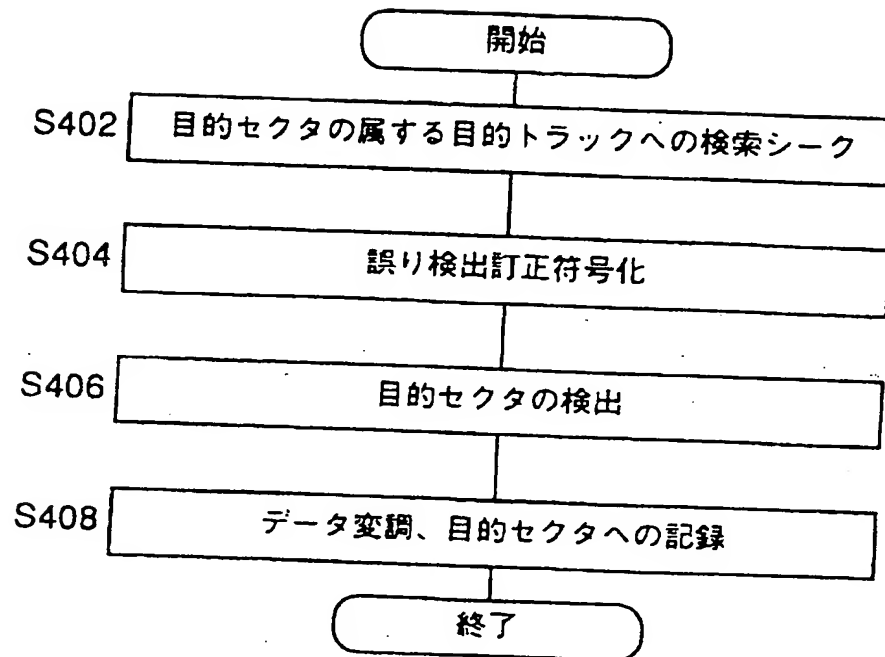 開始
S402 目的セクタの属する目的トラックへの検索シーク
S404 誤り検出訂正符号化
S406 目的セクタの検出
S408 データ変調、目的セクタへの記録
終了